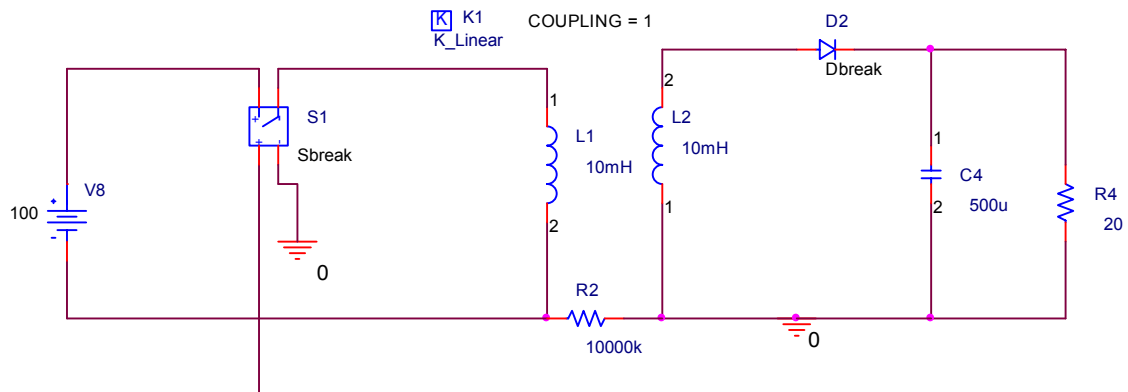 K K1 COUPLING = 1
K_Linear
D2
Dbreak
S1
Sbreak
+ -
+ -
V8
100
+
-
0
1
L1
10mH
2
2
L2
10mH
1
1
C4
500u
2
R4
20
R2
10000k
0